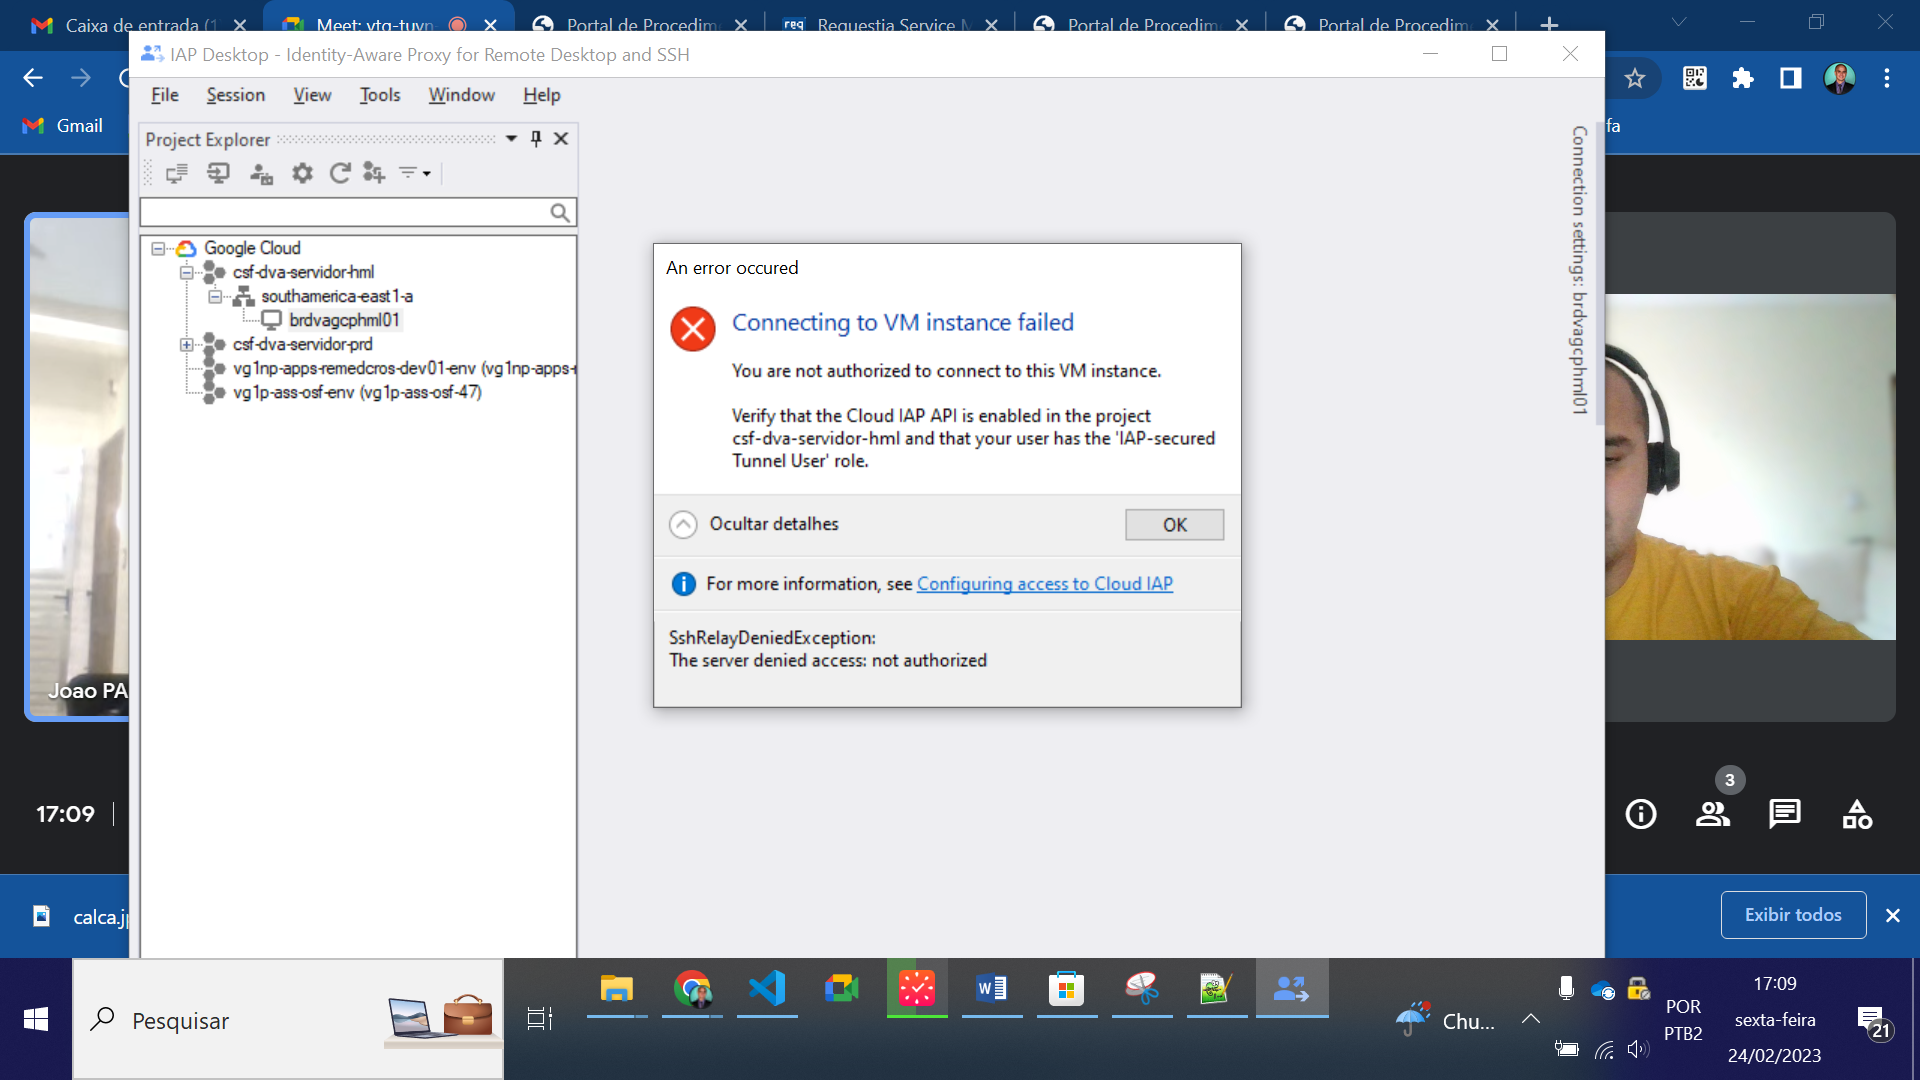 Caixa de entrada (1
Meet: ytq-tuyn-
Portal de Procedim
Requestia Service M
Portal de Procedim
Portal de Procedim
IAP Desktop - Identity-Aware Proxy for Remote Desktop and SSH
File Session View Tools Window Help
Gmail
fa
Project Explorer
Connection settings: brdvagcphml01
Google Cloud
csf-dva-servidor-hml
southamerica-east1-a
brdvagcphml01
csf-dva-servidor-prd
vg1np-apps-remedcros-dev01-env (vg1np-apps-r
vg1p-ass-osf-env (vg1p-ass-osf-47)
An error occured
Connecting to VM instance failed
You are not authorized to connect to this VM instance.
Verify that the Cloud IAP API is enabled in the project
csf-dva-servidor-hml and that your user has the 'IAP-secured
Tunnel User' role.
Ocultar detalhes
OK
For more information, see Configuring access to Cloud IAP
SshRelayDeniedException:
The server denied access: not authorized
Joao PA
17:09
3
calca.jp
Exibir todos
Pesquisar
Chu...
POR
PTB2
17:09
sexta-feira
24/02/2023
21